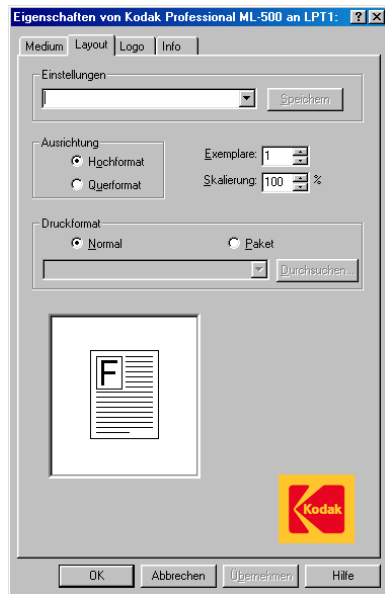 Eigenschaften von Kodak Professional ML-500 an LPT1:
Medium Layout Logo Info
Einstellungen
Speichern
Ausrichtung
Hochformat
Querformat
Exemplare: 1
Skalierung: 100 %
Druckformat
Normal Paket
Durchsuchen...
F
Kodak
OK Abbrechen Übernehmen Hilfe